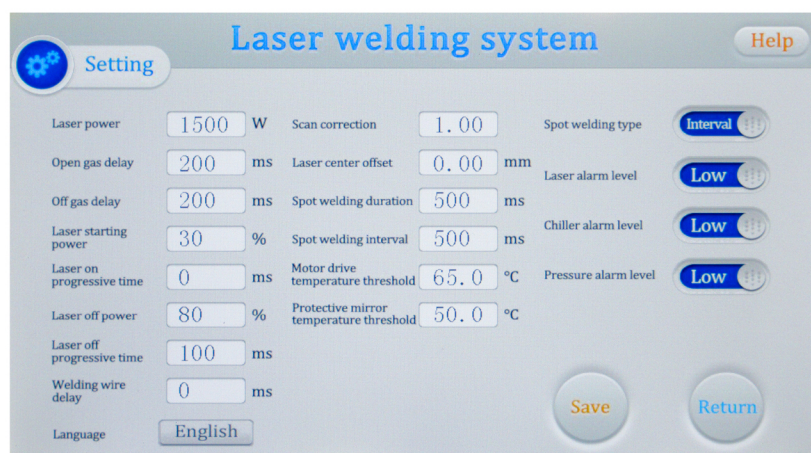 Laser welding system
Help
Setting
Laser power 1500 W
Open gas delay 200 ms
Off gas delay 200 ms
Laser starting
power 30 %
Laser on
progressive time 0 ms
Laser off power 80 %
Laser off
progressive time 100 ms
Welding wire
delay 0 ms
Language English
Scan correction 1.00
Laser center offset 0.00 mm
Spot welding duration 500 ms
Spot welding interval 500 ms
Motor drive
temperature threshold 65.0 °C
Protective mirror
temperature threshold 50.0 °C
Spot welding type Interval
Laser alarm level Low
Chiller alarm level Low
Pressure alarm level Low
Save
Return